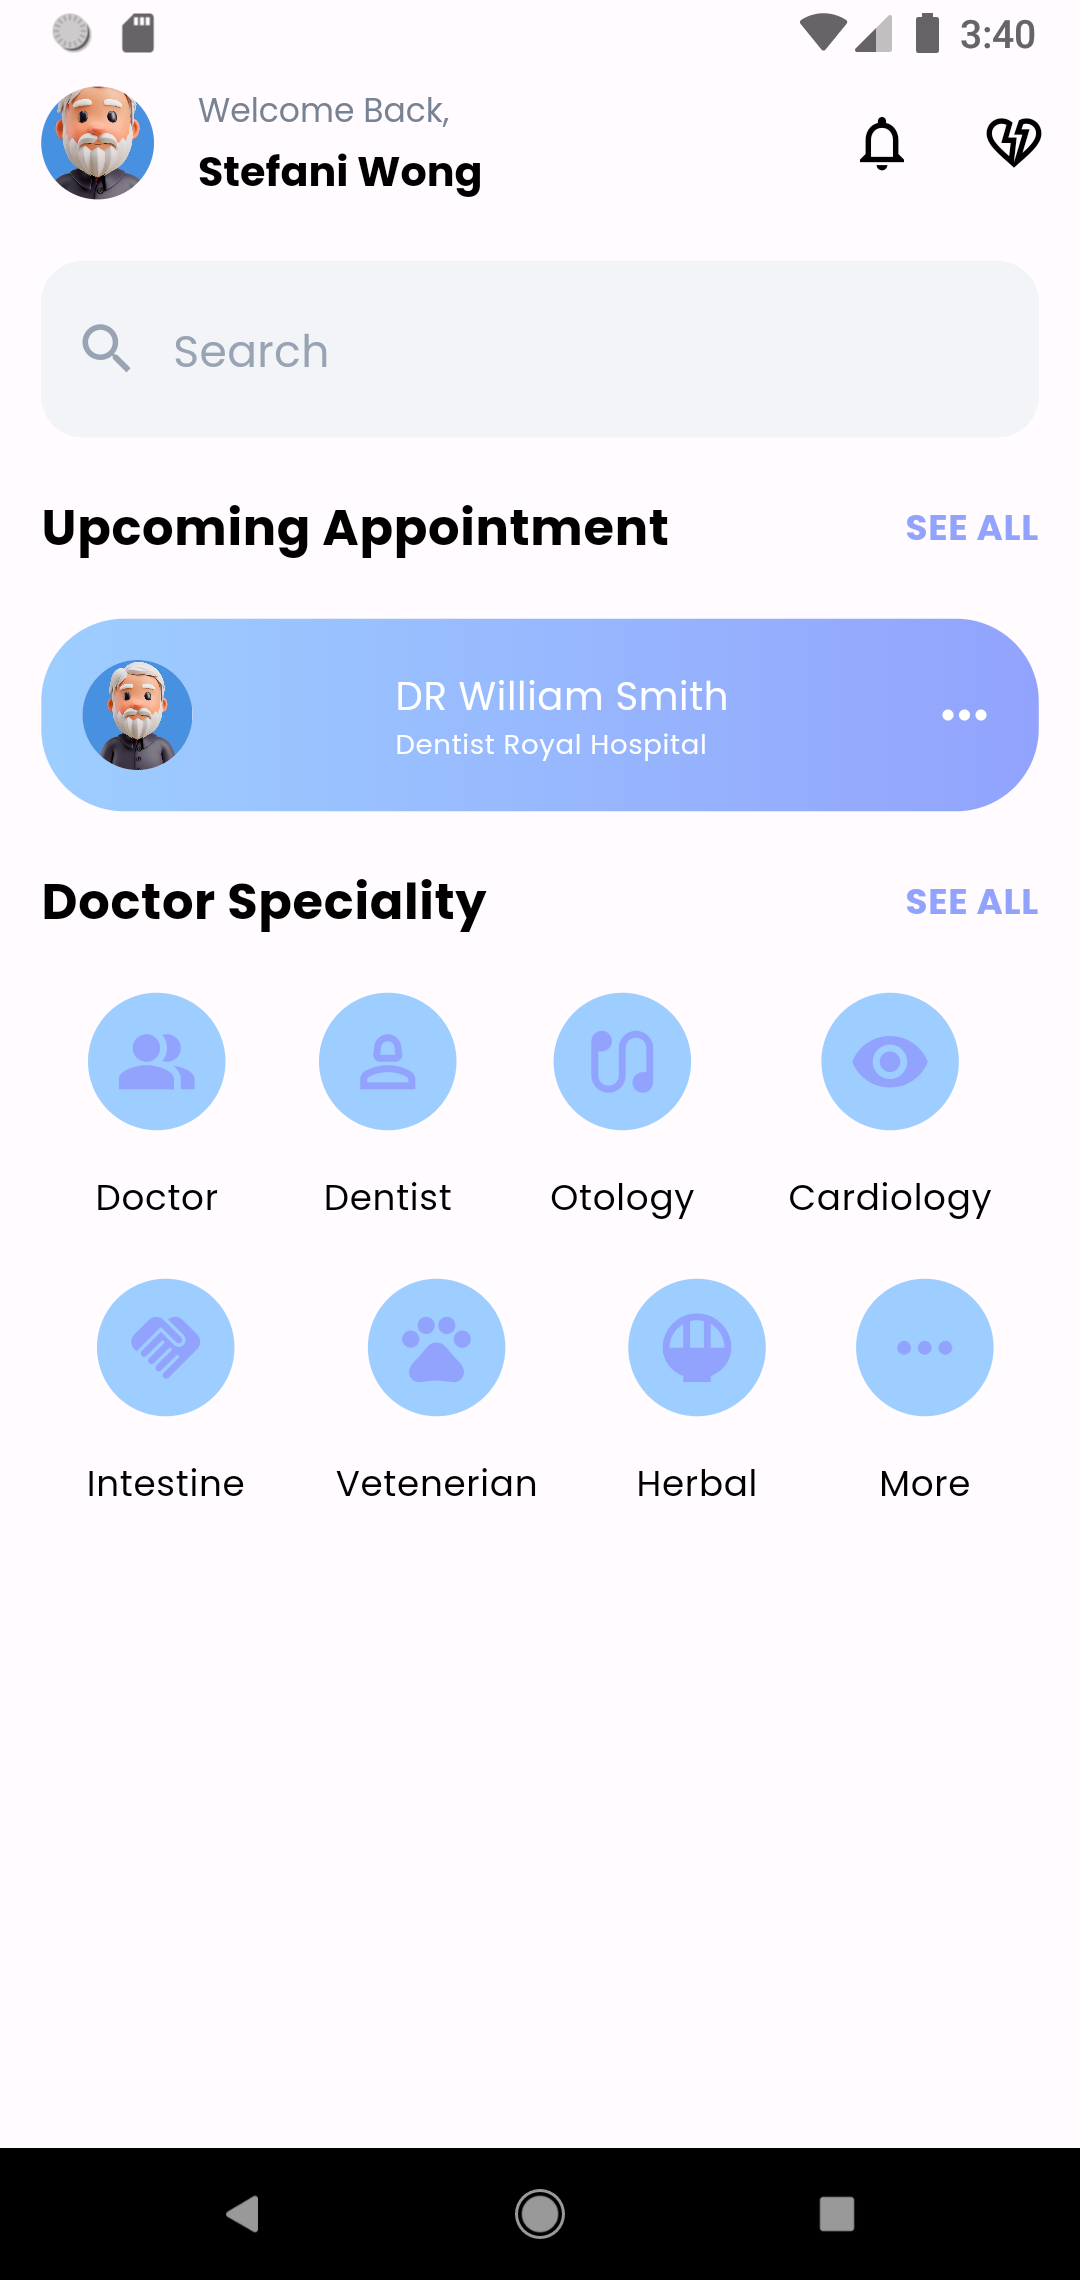 3:40
Welcome Back,
Stefani Wong
Search
Upcoming Appointment SEE ALL
DR William Smith
Dentist Royal Hospital
Doctor Speciality SEE ALL
Doctor Dentist Otology Cardiology
Intestine Vetenerian Herbal More